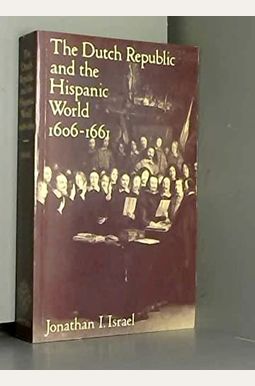 The Dutch Republic
and the
Hispanic
World
1606-1661
Jonathan I. Israel